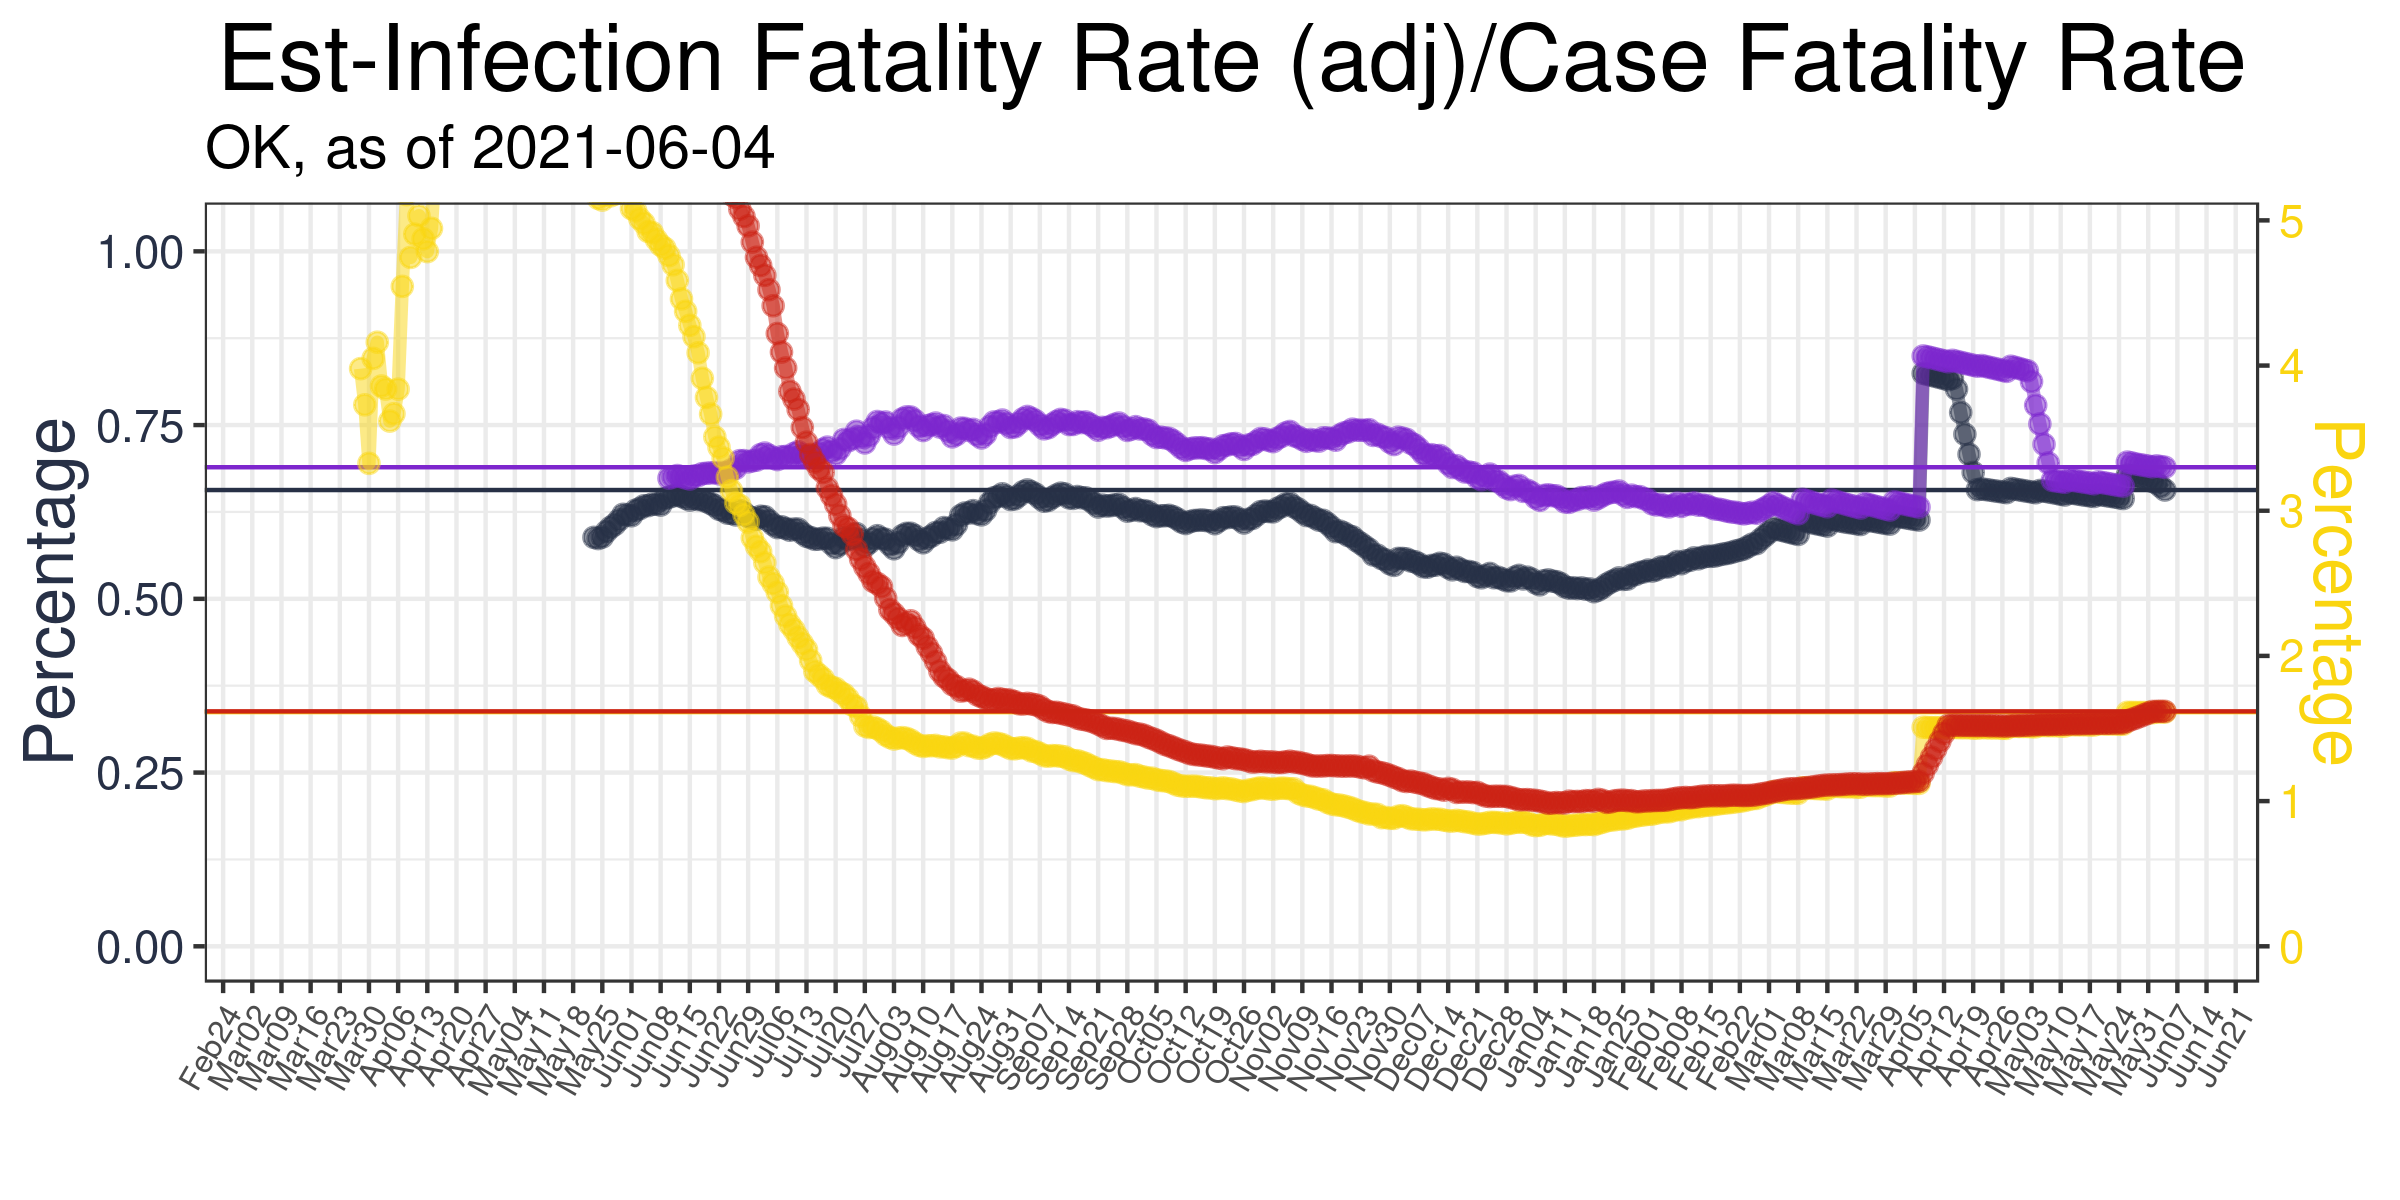 Est-Infection Fatality Rate (adj)/Case Fatality Rate
OK, as of 2021-06-04
Percentage
1.00
0.75
0.50
0.25
0.00
5
4
3
2
1
0
Percentage
Feb24
Mar02
Mar09
Mar16
Mar23
Mar30
Apr06
Apr13
Apr20
Apr27
May04
May11
May18
May25
Jun01
Jun08
Jun15
Jun22
Jun29
Jul06
Jul13
Jul20
Jul27
Aug03
Aug10
Aug17
Aug24
Aug31
Sep07
Sep14
Sep21
Sep28
Oct05
Oct12
Oct19
Oct26
Nov02
Nov09
Nov16
Nov23
Nov30
Dec07
Dec14
Dec21
Dec28
Jan04
Jan11
Jan18
Jan25
Feb01
Feb08
Feb15
Feb22
Mar01
Mar08
Mar15
Mar22
Mar29
Apr05
Apr12
Apr19
Apr26
May03
May10
May17
May24
May31
Jun07
Jun14
Jun21